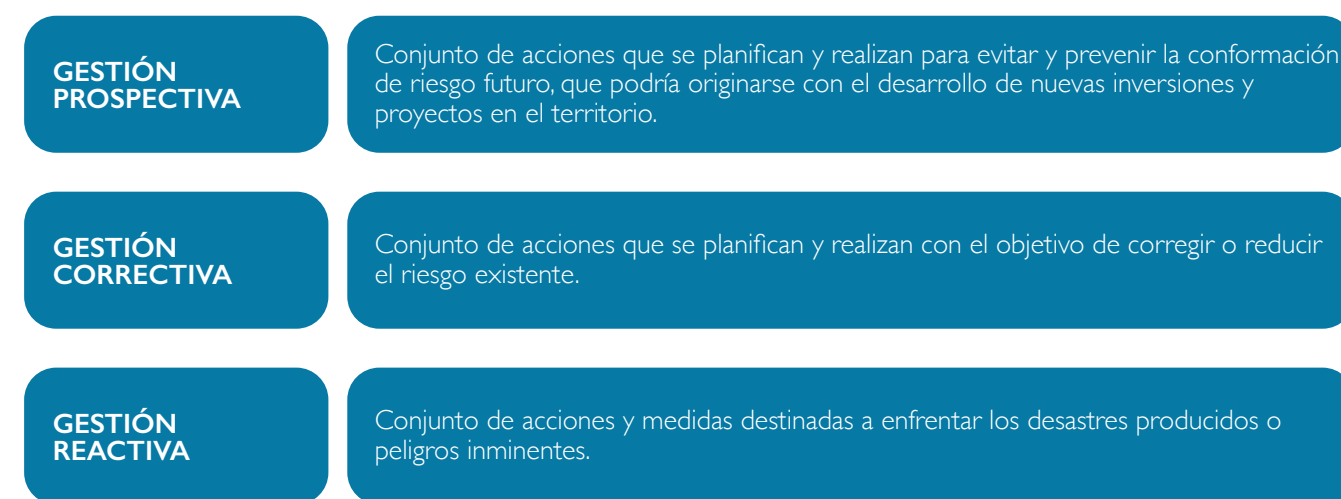 GESTIÓN
PROSPECTIVA
Conjunto de acciones que se planifican y realizan para evitar y prevenir la conformación
de riesgo futuro, que podría originarse con el desarrollo de nuevas inversiones y
proyectos en el territorio.
GESTIÓN
CORRECTIVA
Conjunto de acciones que se planifican y realizan con el objetivo de corregir o reducir
el riesgo existente.
GESTIÓN
REACTIVA
Conjunto de acciones y medidas destinadas a enfrentar los desastres producidos o
peligros inminentes.